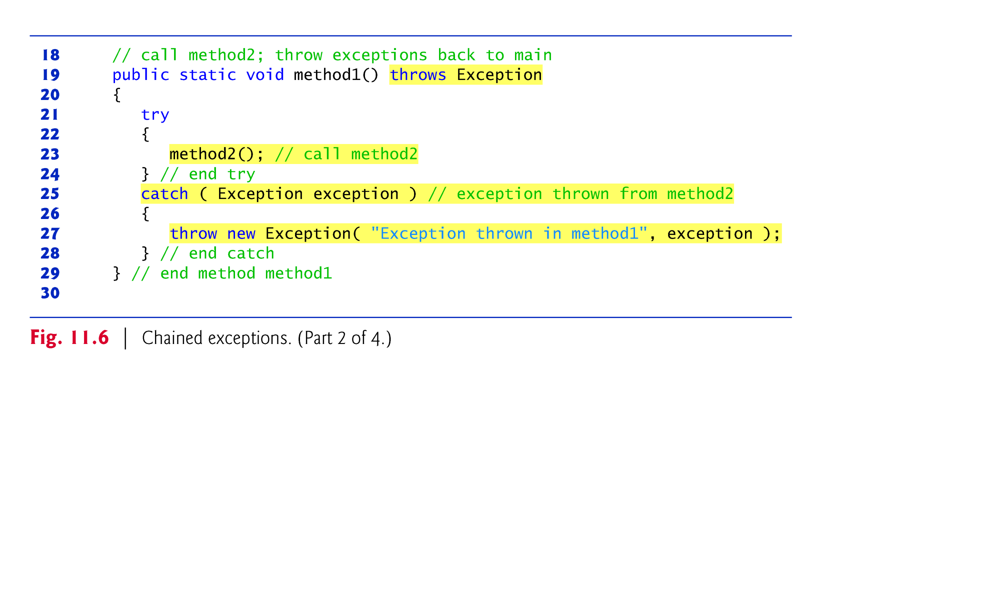 18 // call method2; throw exceptions back to main
19 public static void method1() throws Exception
20 {
21 try
22 {
23 method2(); // call method2
24 } // end try
25 catch ( Exception exception ) // exception thrown from method2
26 {
27 throw new Exception( "Exception thrown in method1", exception );
28 } // end catch
29 } // end method method1
30
Fig. 11.6 | Chained exceptions. (Part 2 of 4.)